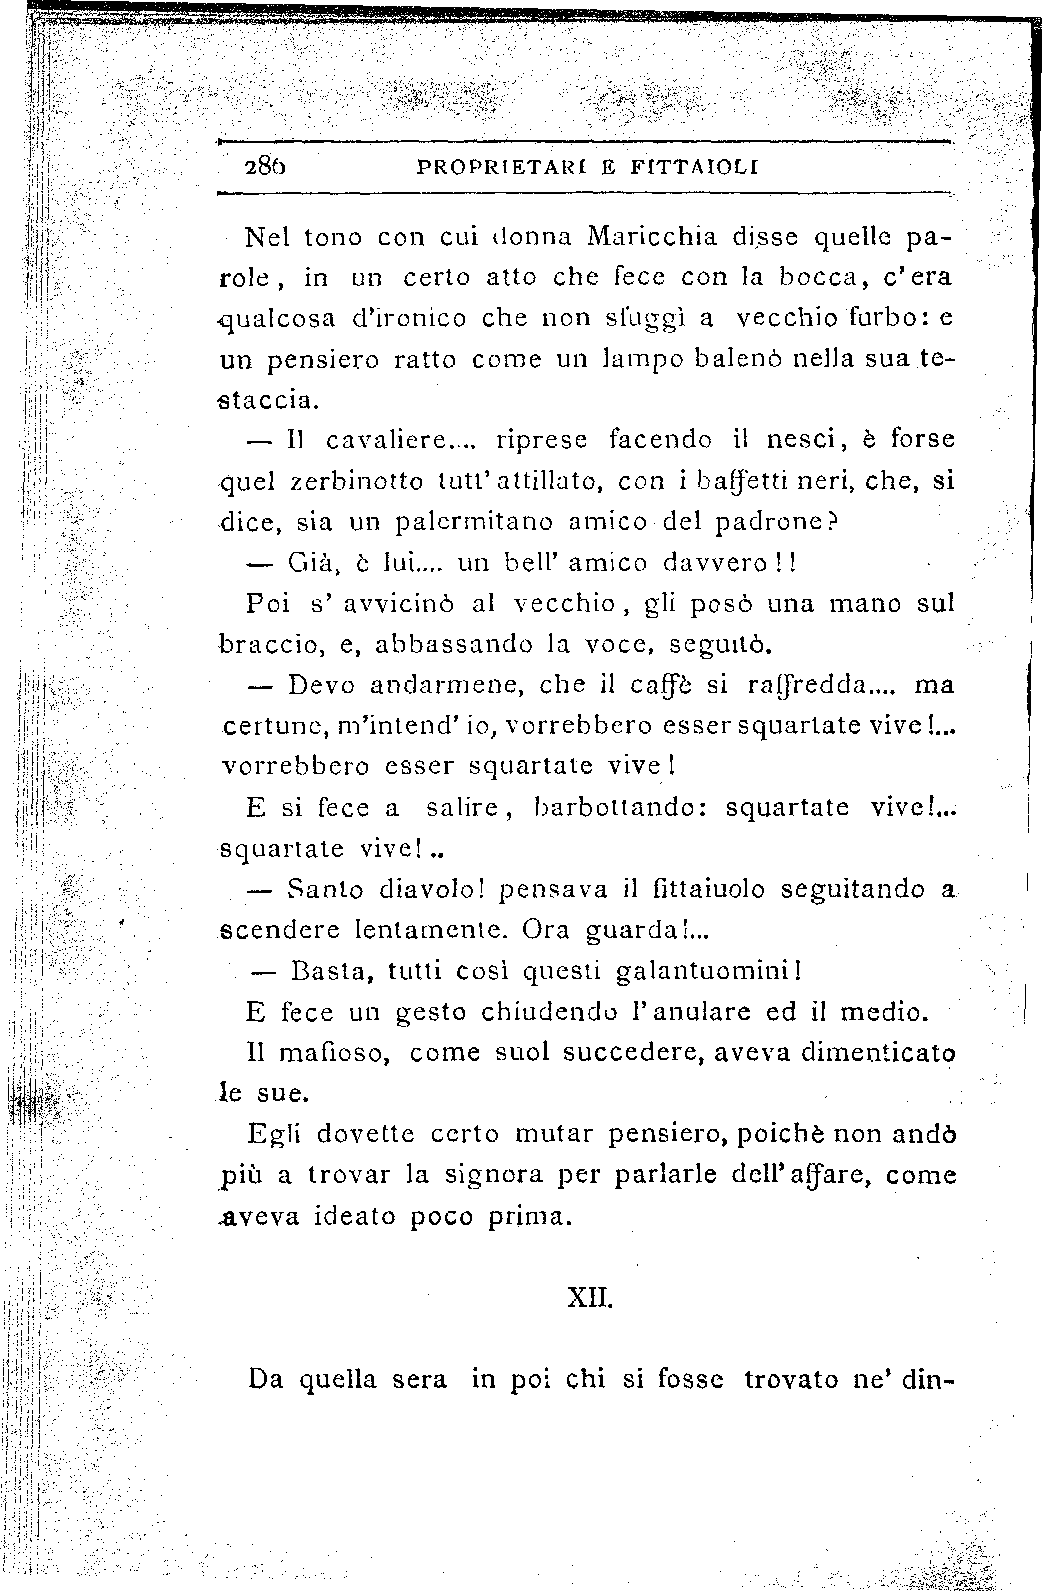 286 PROPRIETARI E FITTAIOLI
Nel tono con cui donna Maricchia disse quelle pa-
role, in un certo atto che fece con la bocca, c'era
qualcosa d'ironico che non sfuggì a vecchio furbo: e
un pensiero ratto come un lampo balenò nella sua te-
staccia.
— Il cavaliere.... riprese facendo il nesci, è forse
quel zerbinotto tutt' attillato, con i baffetti neri, che, si
dice, sia un palermitano amico del padrone?
— Già, è lui.... un bell' amico davvero!!
Poi s' avvicinò al vecchio, gli posò una mano sul
braccio, e, abbassando la voce, seguitò.
— Devo andarmene, che il caffè si raffredda.... ma
certune, m'intend' io, vorrebbero esser squartate vive!...
vorrebbero esser squartate vive!
E si fece a salire, barbottando: squartate vive!...
squartate vive!..
— Santo diavolo! pensava il fittaiuolo seguitando a
scendere lentamente. Ora guarda!...
— Basta, tutti così questi galantuomini!
E fece un gesto chiudendo l'anulare ed il medio.
Il mafioso, come suol succedere, aveva dimenticato
le sue.
Egli dovette certo mutar pensiero, poichè non andò
più a trovar la signora per parlarle dell'affare, come
aveva ideato poco prima.
XII.
Da quella sera in poi chi si fosse trovato ne' din-